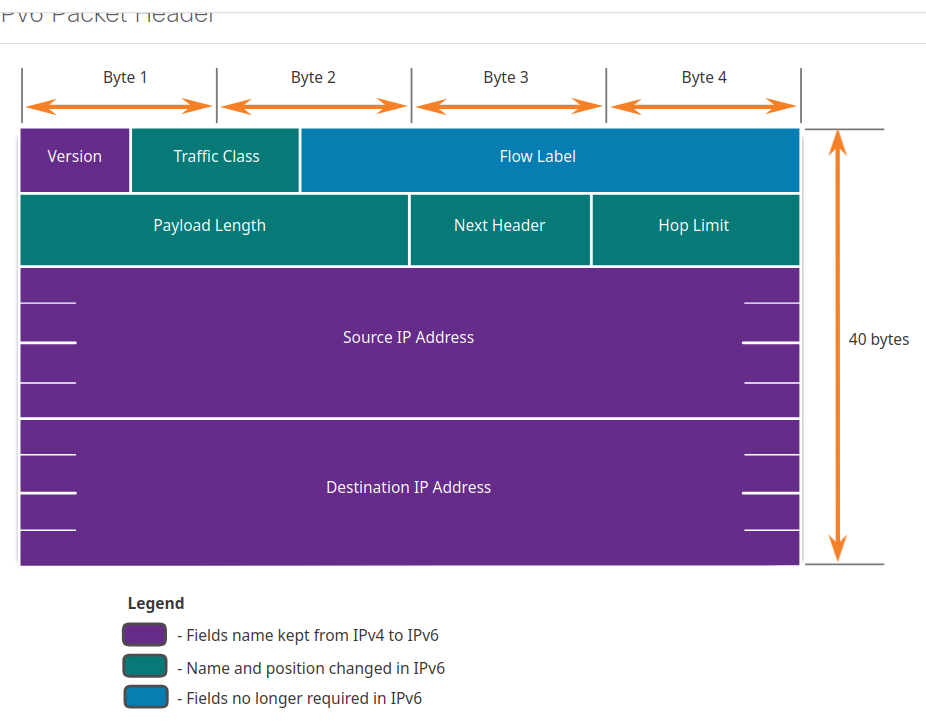 IPv6 Packet Header
Byte 1 Byte 2 Byte 3 Byte 4
Version Traffic Class Flow Label
Payload Length Next Header Hop Limit
Source IP Address
40 bytes
Destination IP Address
Legend
- Fields name kept from IPv4 to IPv6
- Name and position changed in IPv6
- Fields no longer required in IPv6